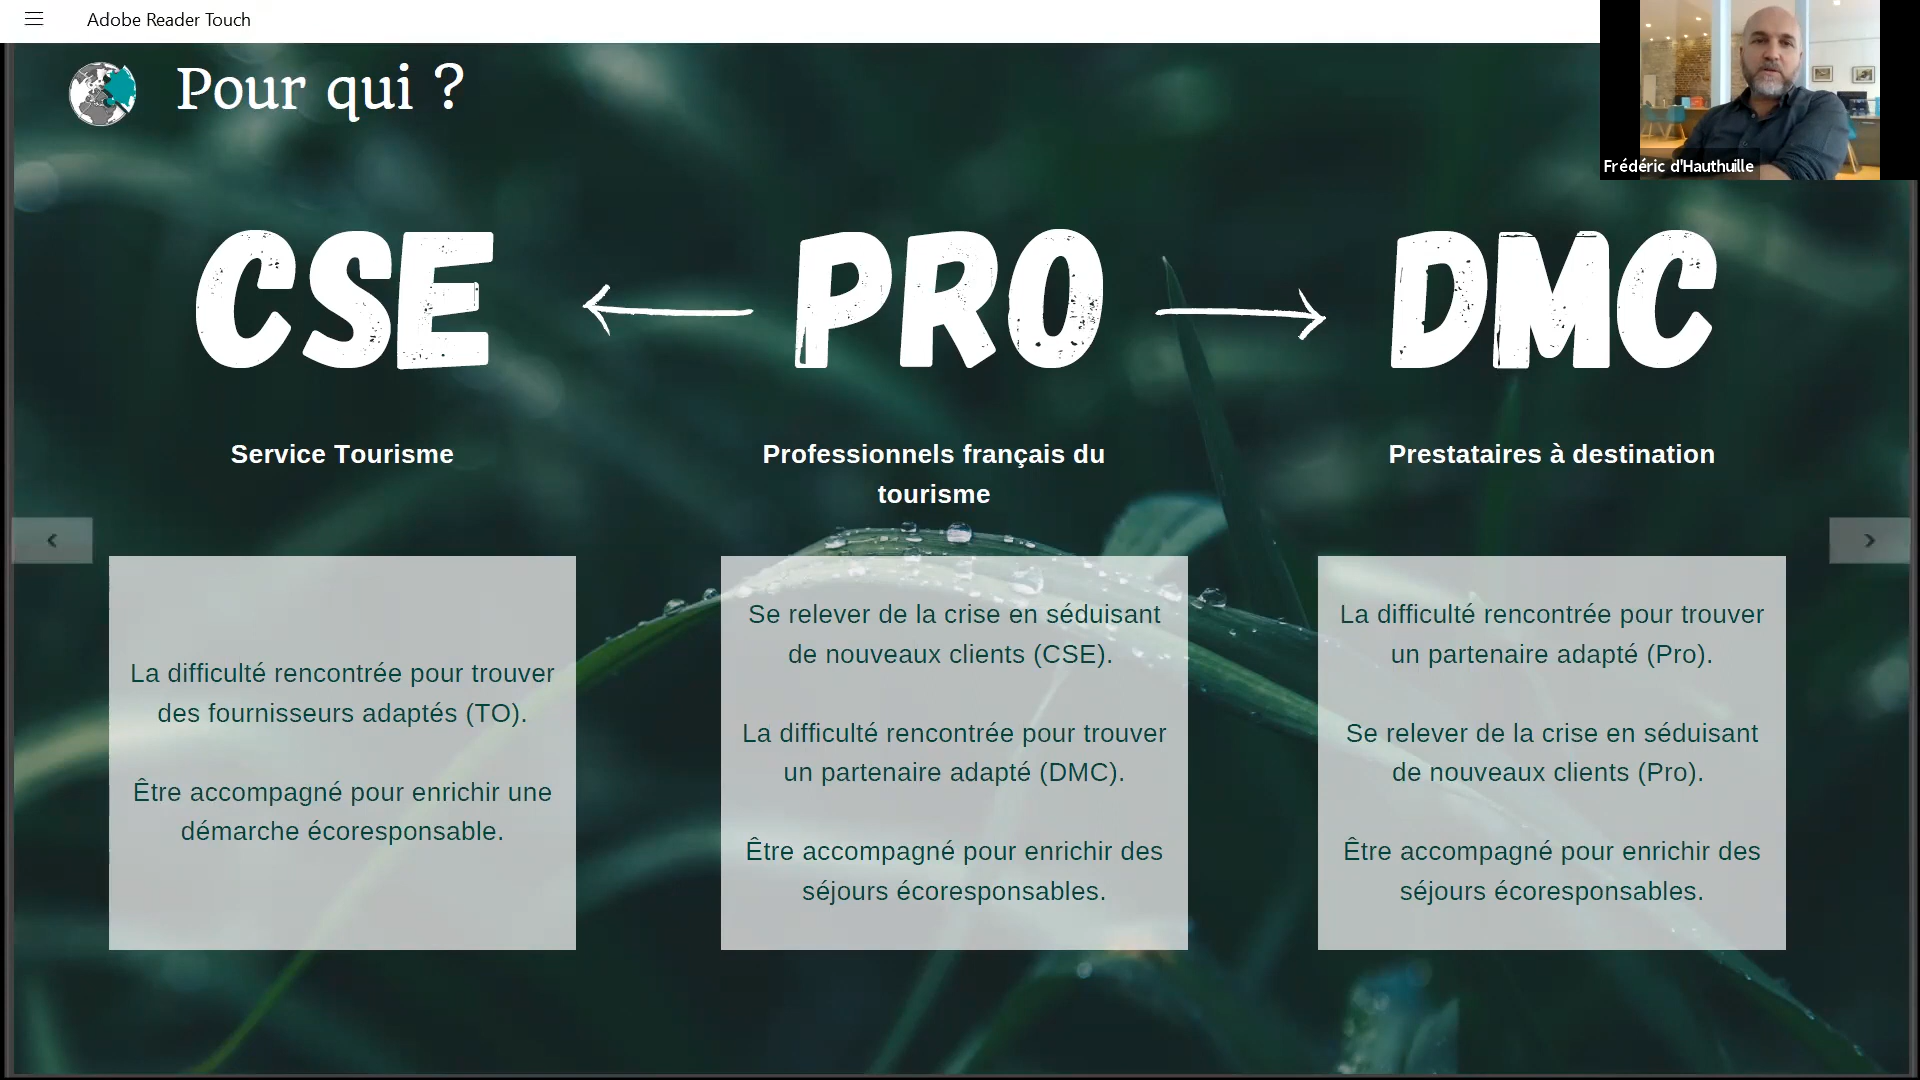 Adobe Reader Touch
Pour qui ?
Frédéric d'Hauthuille
CSE
PRO
DMC
Service Tourisme
Professionnels français du
tourisme
Prestataires à destination
La difficulté rencontrée pour trouver
des fournisseurs adaptés (TO).
Être accompagné pour enrichir une
démarche écoresponsable.
Se relever de la crise en séduisant
de nouveaux clients (CSE).
La difficulté rencontrée pour trouver
un partenaire adapté (DMC).
Être accompagné pour enrichir des
séjours écoresponsables.
La difficulté rencontrée pour trouver
un partenaire adapté (Pro).
Se relever de la crise en séduisant
de nouveaux clients (Pro).
Être accompagné pour enrichir des
séjours écoresponsables.